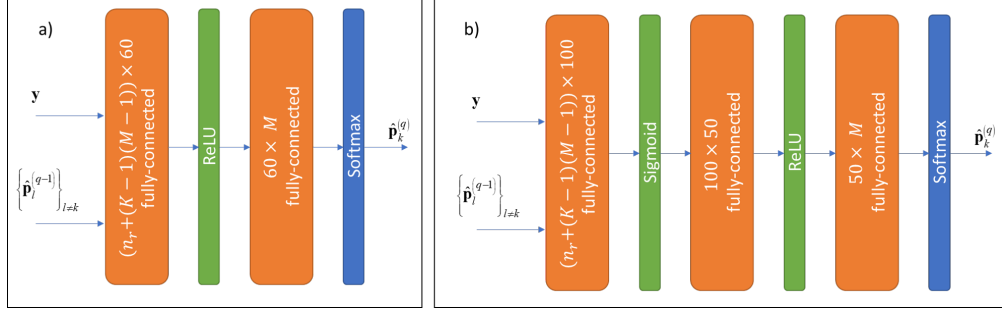 a)
y
{p̂_l^(q−1)}_{l≠k}
(n_r+(K − 1)(M − 1)) × 60
fully-connected
ReLU
60 × M
fully-connected
Softmax
p̂_k^(q)
b)
y
{p̂_l^(q−1)}_{l≠k}
(n_r+(K − 1)(M − 1)) × 100
fully-connected
Sigmoid
100 × 50
fully-connected
ReLU
50 × M
fully-connected
Softmax
p̂_k^(q)